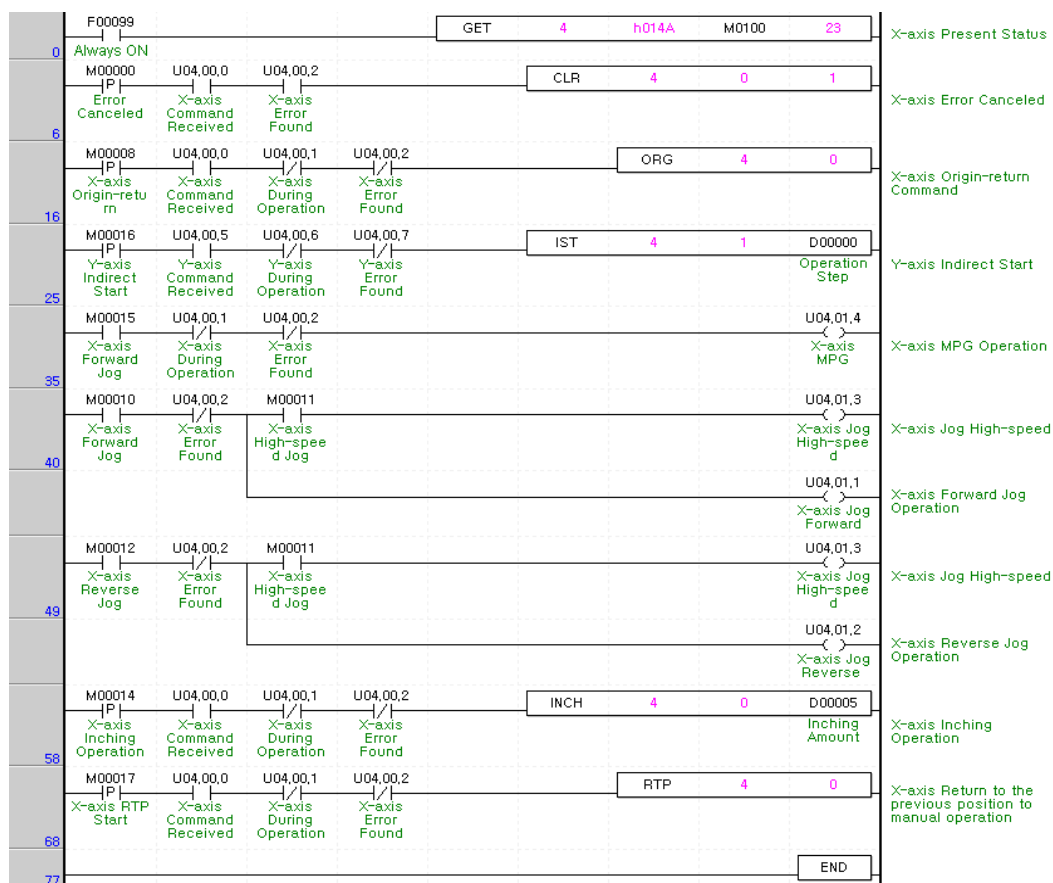 F00099
GET 4 h014A M0100 23
X-axis Present Status
0 Always ON
M00000 U04,00,0 U04,00,2
P
CLR 4 0 1
Error X-axis X-axis
Canceled Command Error
Received Found
X-axis Error Canceled
6
M00008 U04,00,0 U04,00,1 U04,00,2
P
ORG 4 0
X-axis X-axis X-axis X-axis
Origin-retu Command During Error
rn Received Operation Found
X-axis Origin-return
Command
16
M00016 U04,00,5 U04,00,6 U04,00,7
P
IST 4 1 D00000
Y-axis Y-axis Y-axis Y-axis Operation
Indirect Command During Error Step
Start Received Operation Found
Y-axis Indirect Start
25
M00015 U04,00,1 U04,00,2 U04,01,4
X-axis X-axis X-axis X-axis
Forward During Error MPG
Jog Operation Found
X-axis MPG Operation
35
M00010 U04,00,2 M00011 U04,01,3
X-axis X-axis X-axis X-axis Jog
Forward Error High-spee High-spee
Jog Found d Jog d
X-axis Jog High-speed
40
U04,01,1
X-axis Jog
Forward
X-axis Forward Jog
Operation
M00012 U04,00,2 M00011 U04,01,3
X-axis X-axis X-axis X-axis Jog
Reverse Error High-spee High-spee
Jog Found d Jog d
X-axis Jog High-speed
49
U04,01,2
X-axis Jog
Reverse
X-axis Reverse Jog
Operation
M00014 U04,00,0 U04,00,1 U04,00,2
P
INCH 4 0 D00005
X-axis X-axis X-axis X-axis Inching
Inching Command During Error Amount
Operation Received Operation Found
X-axis Inching
Operation
58
M00017 U04,00,0 U04,00,1 U04,00,2
P
RTP 4 0
X-axis RTP X-axis X-axis X-axis
Start Command During Error
Received Operation Found
X-axis Return to the
previous position to
manual operation
68
END
77